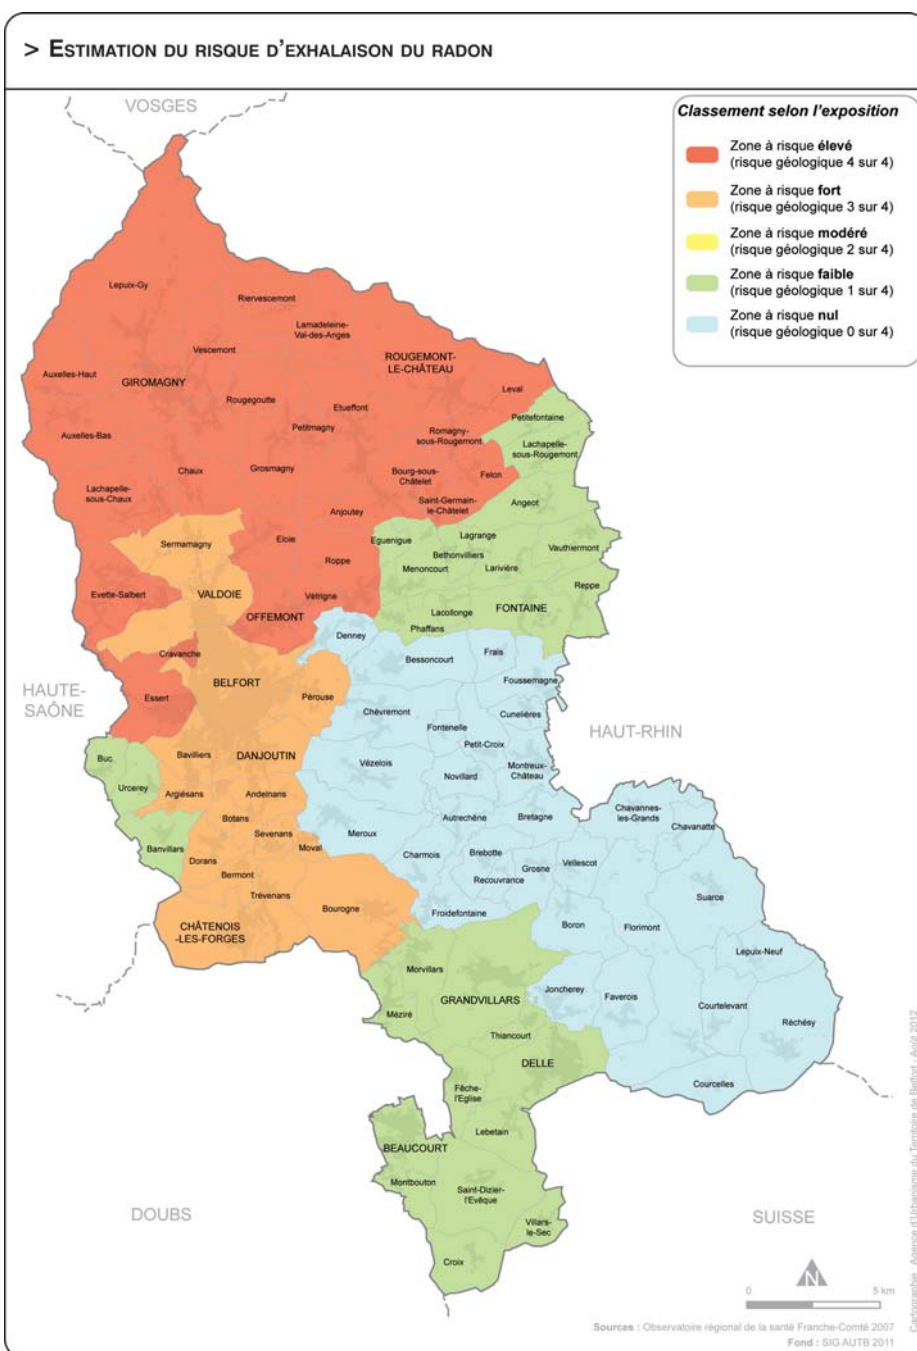 > ESTIMATION DU RISQUE D'EXHALAISON DU RADON
VOSGES
Classement selon l'exposition
Zone à risque élevé
(risque géologique 4 sur 4)
Zone à risque fort
(risque géologique 3 sur 4)
Zone à risque modéré
(risque géologique 2 sur 4)
Zone à risque faible
(risque géologique 1 sur 4)
Zone à risque nul
(risque géologique 0 sur 4)
Lepuix-Gy
Riervescemont
Lamadeleine-
Val-des-Anges
Vescemont
ROUGEMONT-
LE-CHÂTEAU
Auxelles-Haut
GIROMAGNY
Leval
Rougegoutte
Etueffont
Petitefontaine
Petitmagny
Auxelles-Bas
Romagny-
sous-Rougemont
Lachapelle-
sous-Rougemont
Chaux
Grosmagny
Bourg-sous-
Châtelet
Felon
Lachapelle-
sous-Chaux
Saint-Germain-
le-Châtelet
Angeot
Anjoutey
Sermamagny
Eloie
Eguenigue
Lagrange
Vauthiermont
Roppe
Bethonvilliers
Menoncourt
Larivière
Reppe
Evette-Salbert
VALDOIE
Vétrigne
OFFEMONT
Lacollonge
FONTAINE
Phaffans
Denney
Cravanche
Bessoncourt
Frais
BELFORT
Foussemagne
HAUTE-
SAÔNE
Essert
Pérouse
Chèvremont
Cunelières
HAUT-RHIN
Fontenelle
Petit-Croix
Buc
Bavilliers
DANJOUTIN
Vézelois
Montreux-
Château
Novillard
Urcerey
Argiésans
Andelnans
Chavannes-
les-Grands
Botans
Autrechêne
Bretagne
Chavanatte
Sevenans
Meroux
Banvillars
Moval
Dorans
Charmois
Brebotte
Vellescot
Bermont
Grosne
Recouvrance
Trévenans
Suarce
Bourogne
Froidefontaine
CHÂTENOIS
-LES-FORGES
Boron
Florimont
Lepuix-Neuf
Morvillars
Joncherey
Faverois
GRANDVILLARS
Courtelevant
Méziré
Réchésy
Thiancourt
DELLE
Courcelles
Fêche-
l'Eglise
Lebetain
BEAUCOURT
Montbouton
Saint-Dizier-
l'Evêque
DOUBS
SUISSE
Villars-
le-Sec
Croix
N
0 5 km
Sources : Observatoire régional de la santé Franche-Comté 2007
Fond : SIG AUTB 2011
Cartographie : Agence d'Urbanisme du Territoire de Belfort - Août 2012